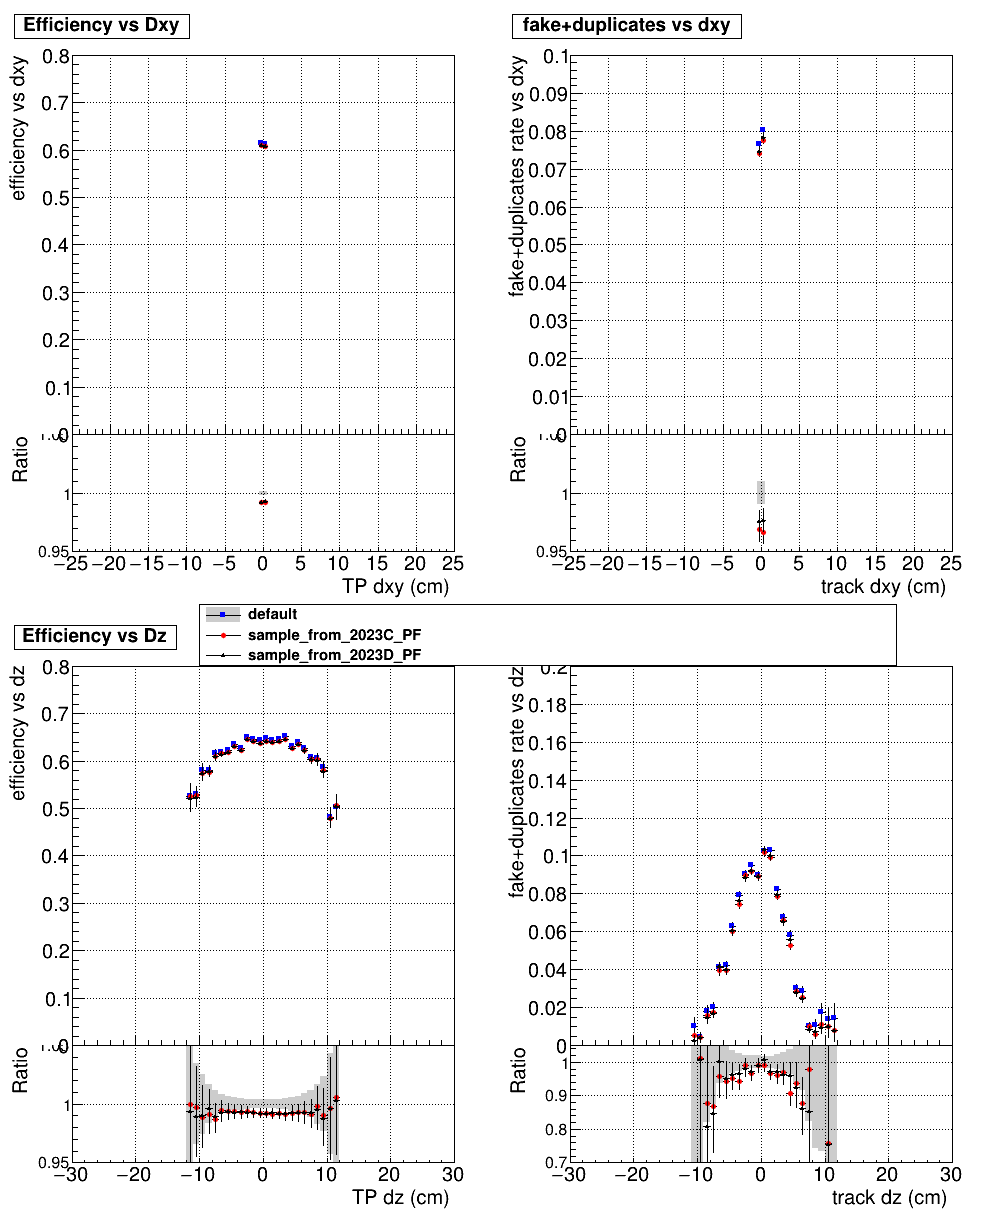 Efficiency vs Dxy
fake+duplicates vs dxy
efficiency vs dxy
0.8
0.7
0.6
0.5
0.4
0.3
0.2
0.1
0
Ratio
1
0.95
−25 −20 −15 −10 −5 0 5 10 15 20 25
TP dxy (cm)
fake+duplicates rate vs dxy
0.1
0.09
0.08
0.07
0.06
0.05
0.04
0.03
0.02
0.01
0
Ratio
1
0.95
−25 −20 −15 −10 −5 0 5 10 15 20 25
track dxy (cm)
default
sample_from_2023C_PF
sample_from_2023D_PF
Efficiency vs Dz
efficiency vs dz
0.8
0.7
0.6
0.5
0.4
0.3
0.2
0.1
0
Ratio
1
0.95
−30 −20 −10 0 10 20 30
TP dz (cm)
fake+duplicates rate vs dz
0.2
0.18
0.16
0.14
0.12
0.1
0.08
0.06
0.04
0.02
0
Ratio
1
0.9
0.8
0.7
−30 −20 −10 0 10 20 30
track dz (cm)